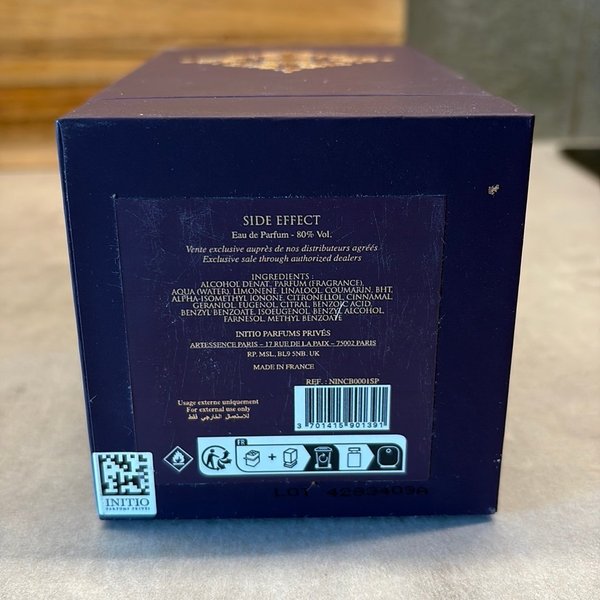 SIDE EFFECT
Eau de Parfum - 80% Vol.
Vente exclusive auprès de nos distributeurs agréés
Exclusive sale through authorized dealers
INGREDIENTS :
ALCOHOL DENAT, PARFUM (FRAGRANCE),
AQUA (WATER), LIMONENE, LINALOOL, COUMARIN, BHT,
ALPHA-ISOMETHYL IONONE, CITRONELLOL, CINNAMAL,
GERANIOL, EUGENOL, CITRAL, BENZOIC ACID,
BENZYL BENZOATE, ISOEUGENOL, BENZYL ALCOHOL,
FARNESOL, METHYL BENZOATE
INITIO PARFUMS PRIVÉS
ARTESSENCE PARIS – 17 RUE DE LA PAIX – 75002 PARIS
RP. MSL, BL9 5NB. UK
MADE IN FRANCE
REF. : NINCB0001SP
Usage externe uniquement
For external use only
للاستعمال الخارجي فقط
3 701415 901391
FR
+
INITIO
PARFUMS PRIVÉS
LOT 4283409A